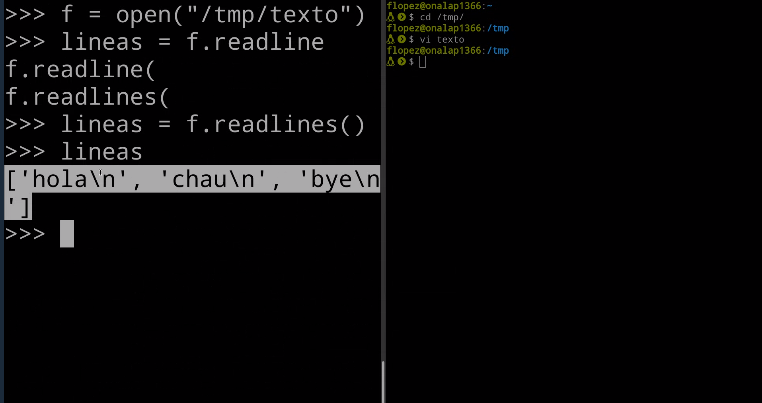 >>> f = open("/tmp/texto")
>>> lineas = f.readline
f.readline(
f.readlines(
>>> lineas = f.readlines()
>>> lineas
['hola\n', 'chau\n', 'bye\n
']
>>>
flopez@onalap1366:~
$ cd /tmp/
flopez@onalap1366:/tmp
$ vi texto
flopez@onalap1366:/tmp
$